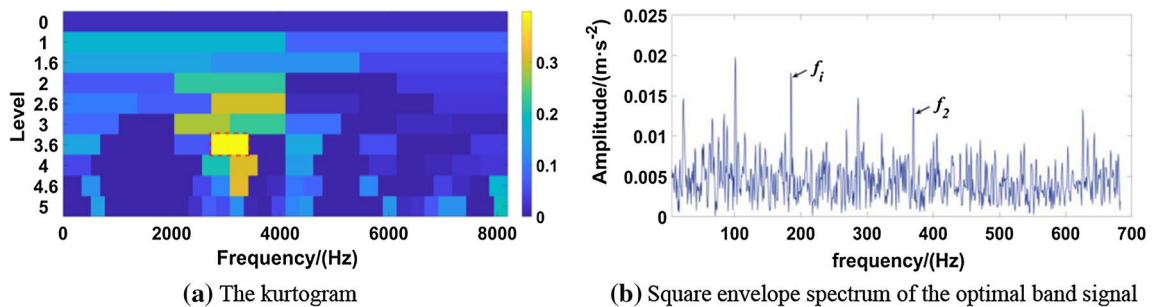 0
1
1.6
2
2.6
3
3.6
4
4.6
5
Level
0 2000 4000 6000 8000
Frequency/(Hz)
0.3
0.2
0.1
0
(a) The kurtogram
0.025
0.02
0.015
0.01
0.005
0
Amplitude/(m·s⁻²)
fᵢ
f₂
100 200 300 400 500 600 700
frequency/(Hz)
(b) Square envelope spectrum of the optimal band signal